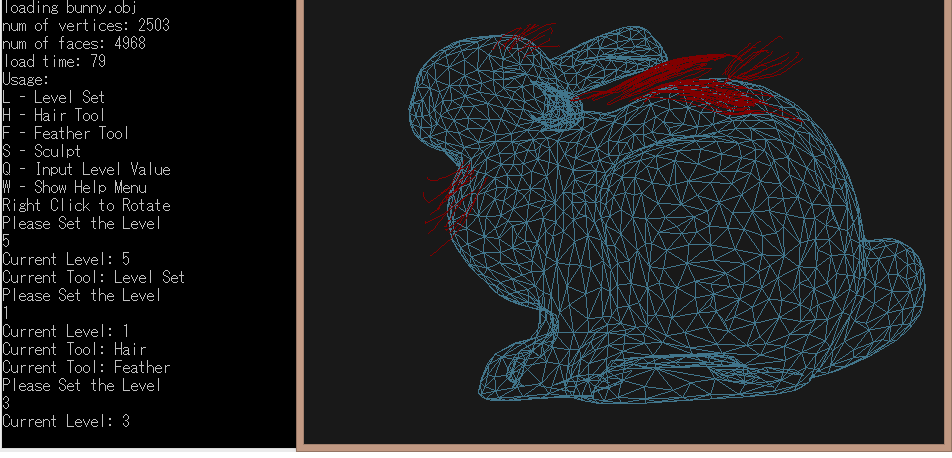 loading bunny.obj
num of vertices: 2503
num of faces: 4968
load time: 79
Usage:
L - Level Set
H - Hair Tool
F - Feather Tool
S - Sculpt
Q - Input Level Value
W - Show Help Menu
Right Click to Rotate
Please Set the Level
5
Current Level: 5
Current Tool: Level Set
Please Set the Level
1
Current Level: 1
Current Tool: Hair
Current Tool: Feather
Please Set the Level
3
Current Level: 3